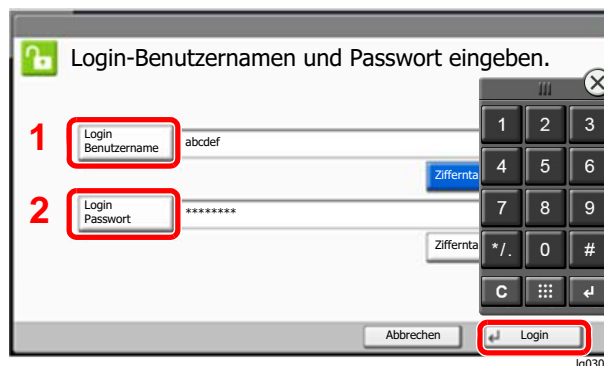 Login-Benutzernamen und Passwort eingeben.
1
Login
Benutzername
abcdef
Ziffernta
2
Login
Passwort
********
Ziffernta
1 2 3
4 5 6
7 8 9
*/. 0 #
C
Abbrechen
Login
lg030